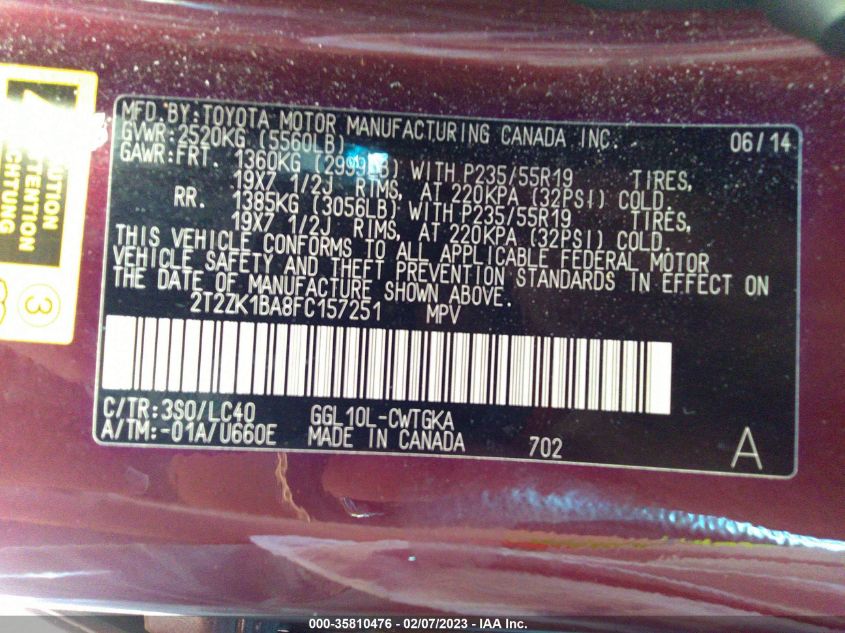 MFD.BY:TOYOTA MOTOR MANUFACTURING CANADA INC. 06/14
GVWR:2520KG (5560LB)
GAWR:FRT. 1360KG (2999LB) WITH P235/55R19 TIRES,
19X7 1/2J RIMS, AT 220KPA (32PSI) COLD.
RR. 1385KG (3056LB) WITH P235/55R19 TIRES,
19X7 1/2J RIMS, AT 220KPA (32PSI) COLD.
THIS VEHICLE CONFORMS TO ALL APPLICABLE FEDERAL MOTOR
VEHICLE SAFETY AND THEFT PREVENTION STANDARDS IN EFFECT ON
THE DATE OF MANUFACTURE SHOWN ABOVE.
2T2ZK1BA8FC157251 MPV
C/TR:3S0/LC40 GGL10L-CWTGKA
A/TM:-01A/U660E MADE IN CANADA 702 A
3
000-35810476 - 02/07/2023 - IAA Inc.